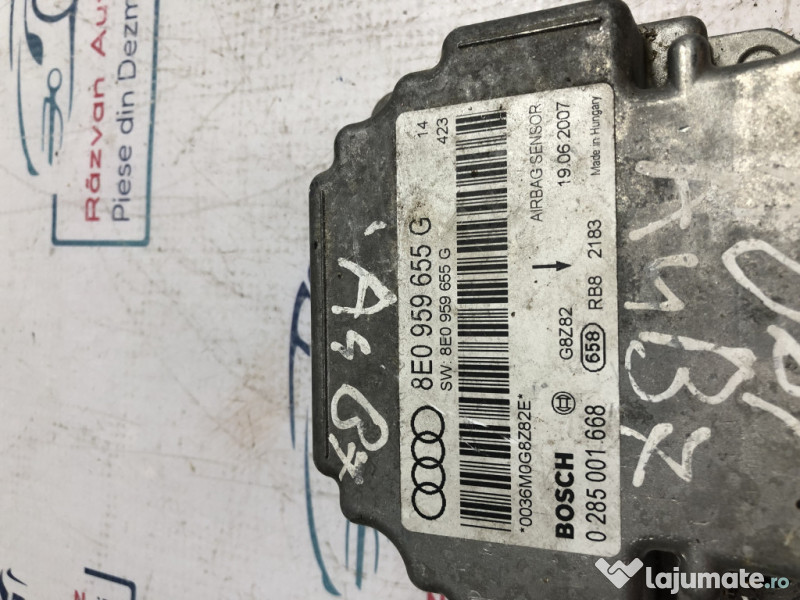 Răzvan Au
Piese din Dezm
14
423
8E0 959 655 G
SW: 8E0 959 655 G
*0036M0G8Z82E*
AIRBAG SENSOR
19.06.2007
Made in Hungary
G8Z82
658 RB8 2183
BOSCH
0 285 001 668
A4 B7
A4B7
lajumate.ro